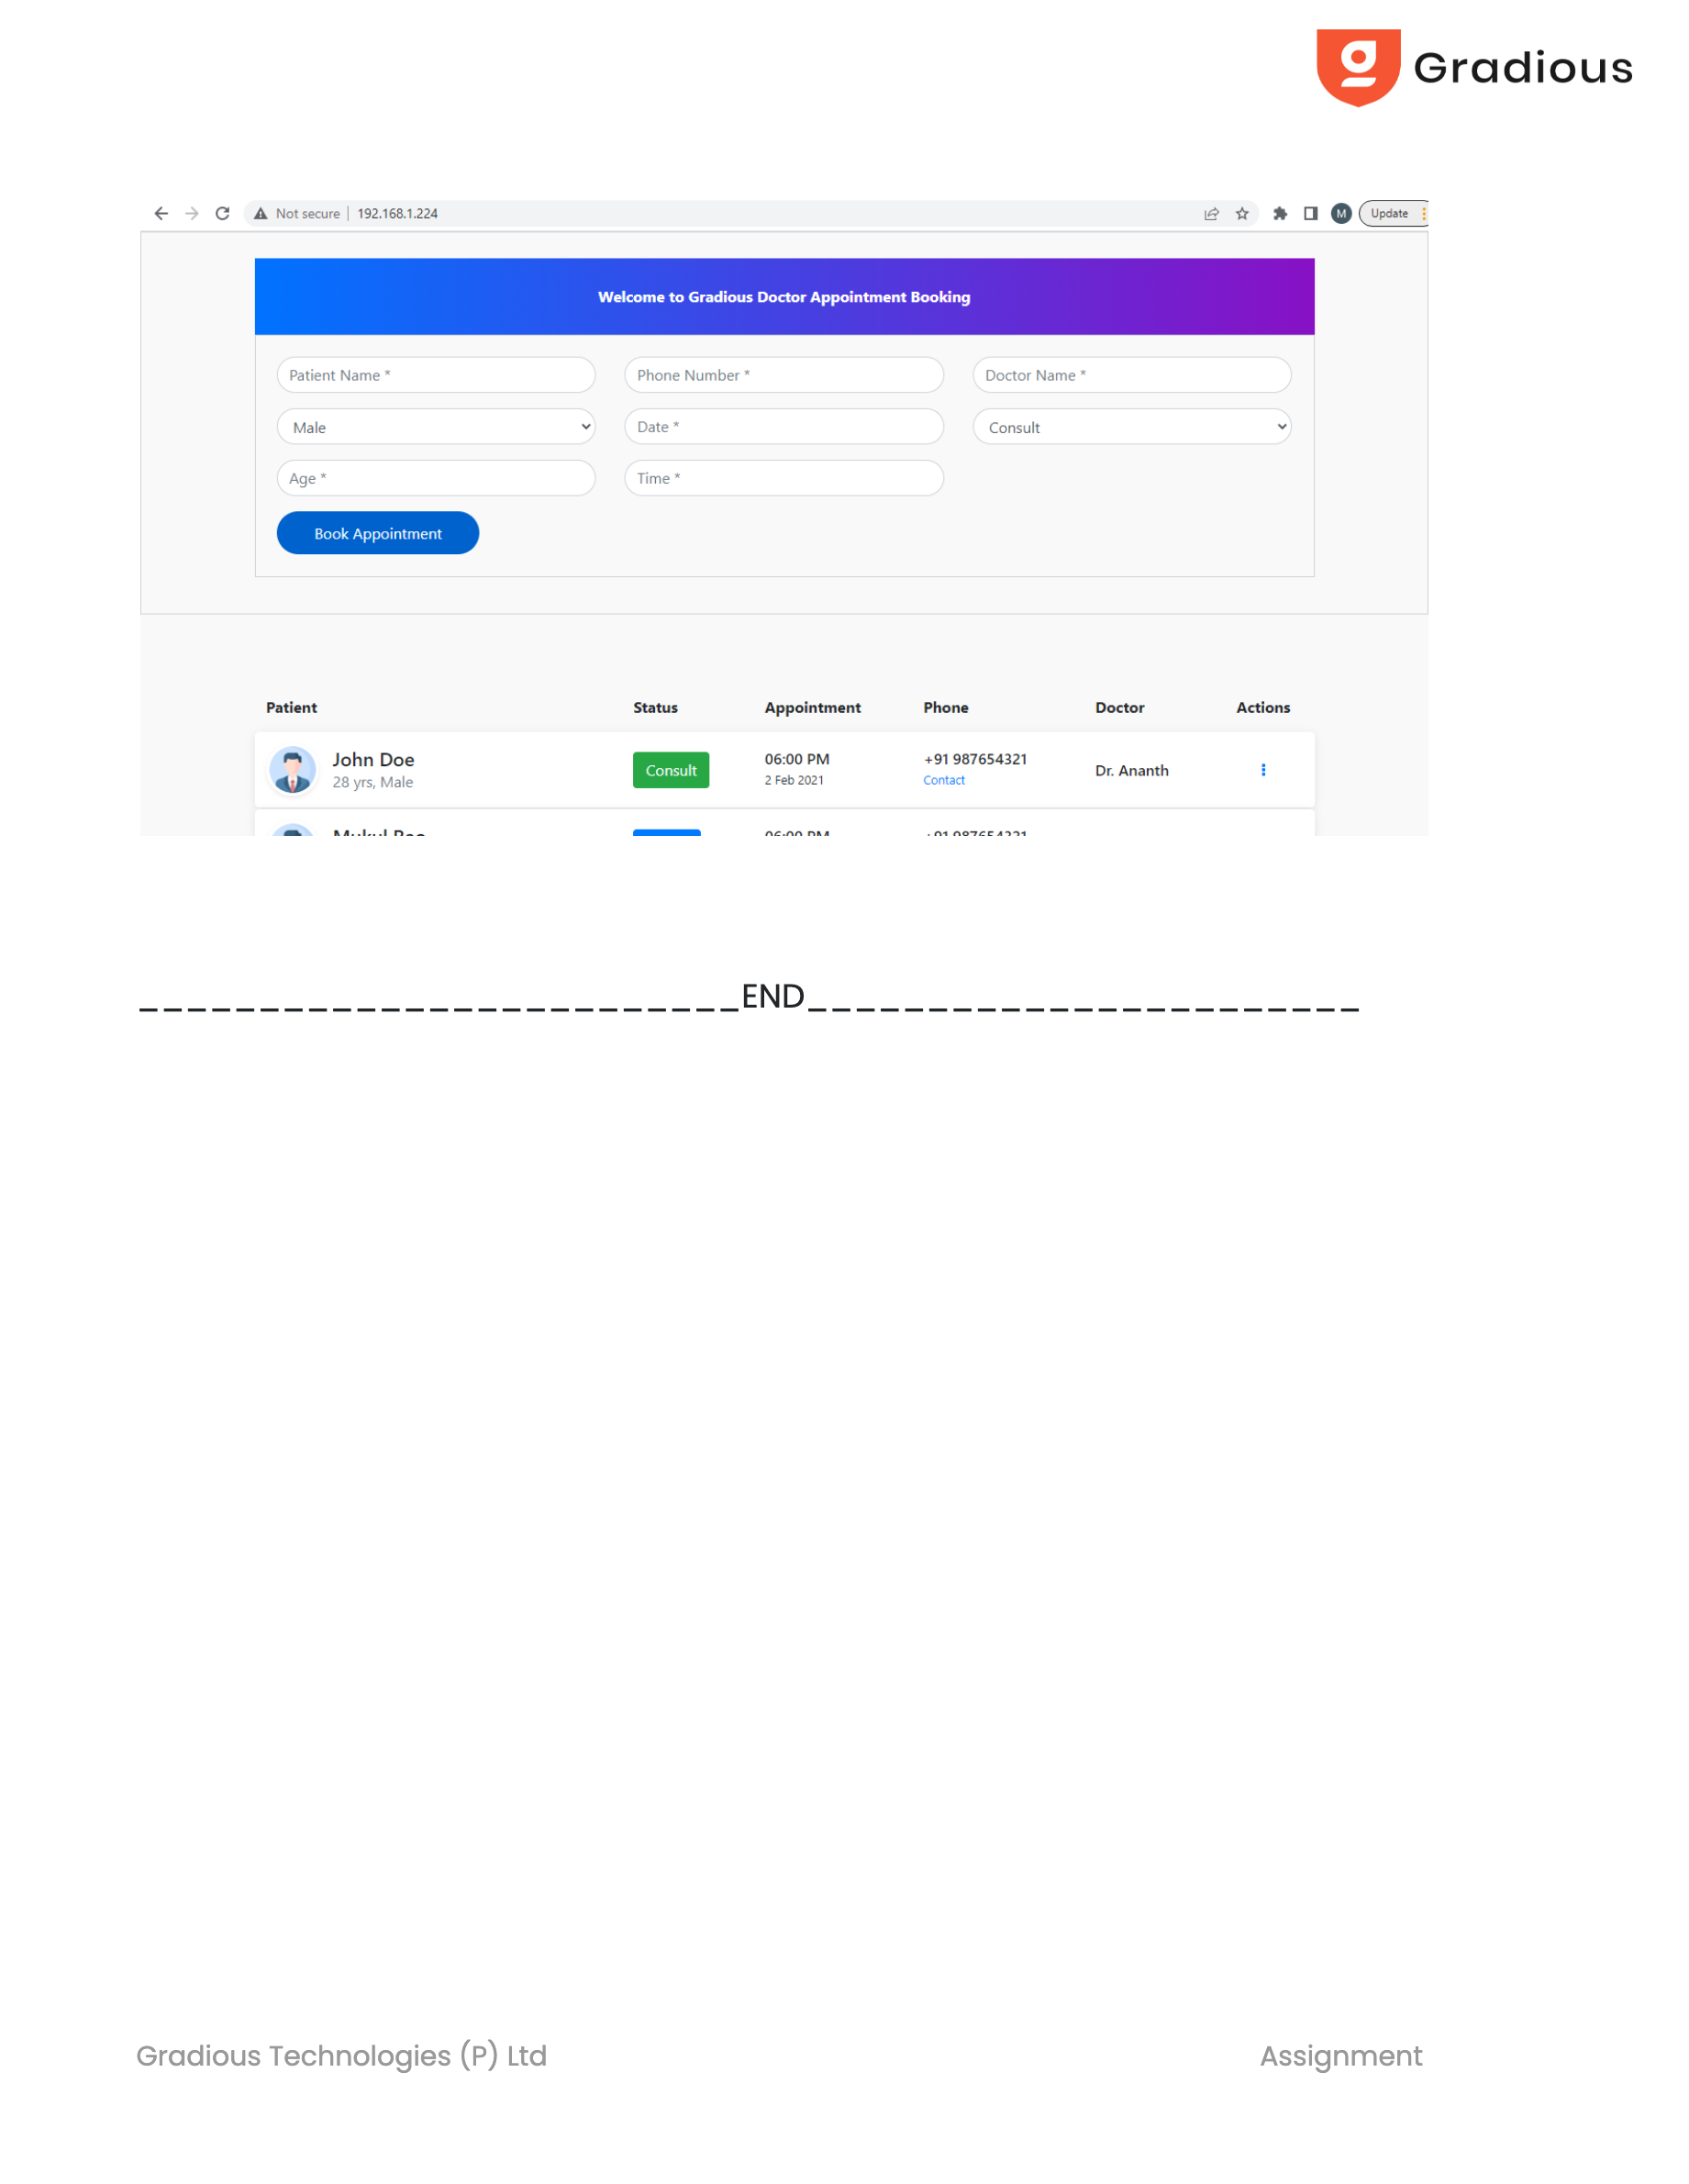 Gradious
Not secure | 192.168.1.224
M
Update
Welcome to Gradious Doctor Appointment Booking
Patient Name *
Phone Number *
Doctor Name *
Male
Date *
Consult
Age *
Time *
Book Appointment
Patient Status Appointment Phone Doctor Actions
John Doe
28 yrs, Male
Consult
06:00 PM
2 Feb 2021
+91 987654321
Contact
Dr. Ananth
06:00 PM
+91 987654321
_________________________END_______________________
Gradious Technologies (P) Ltd
Assignment